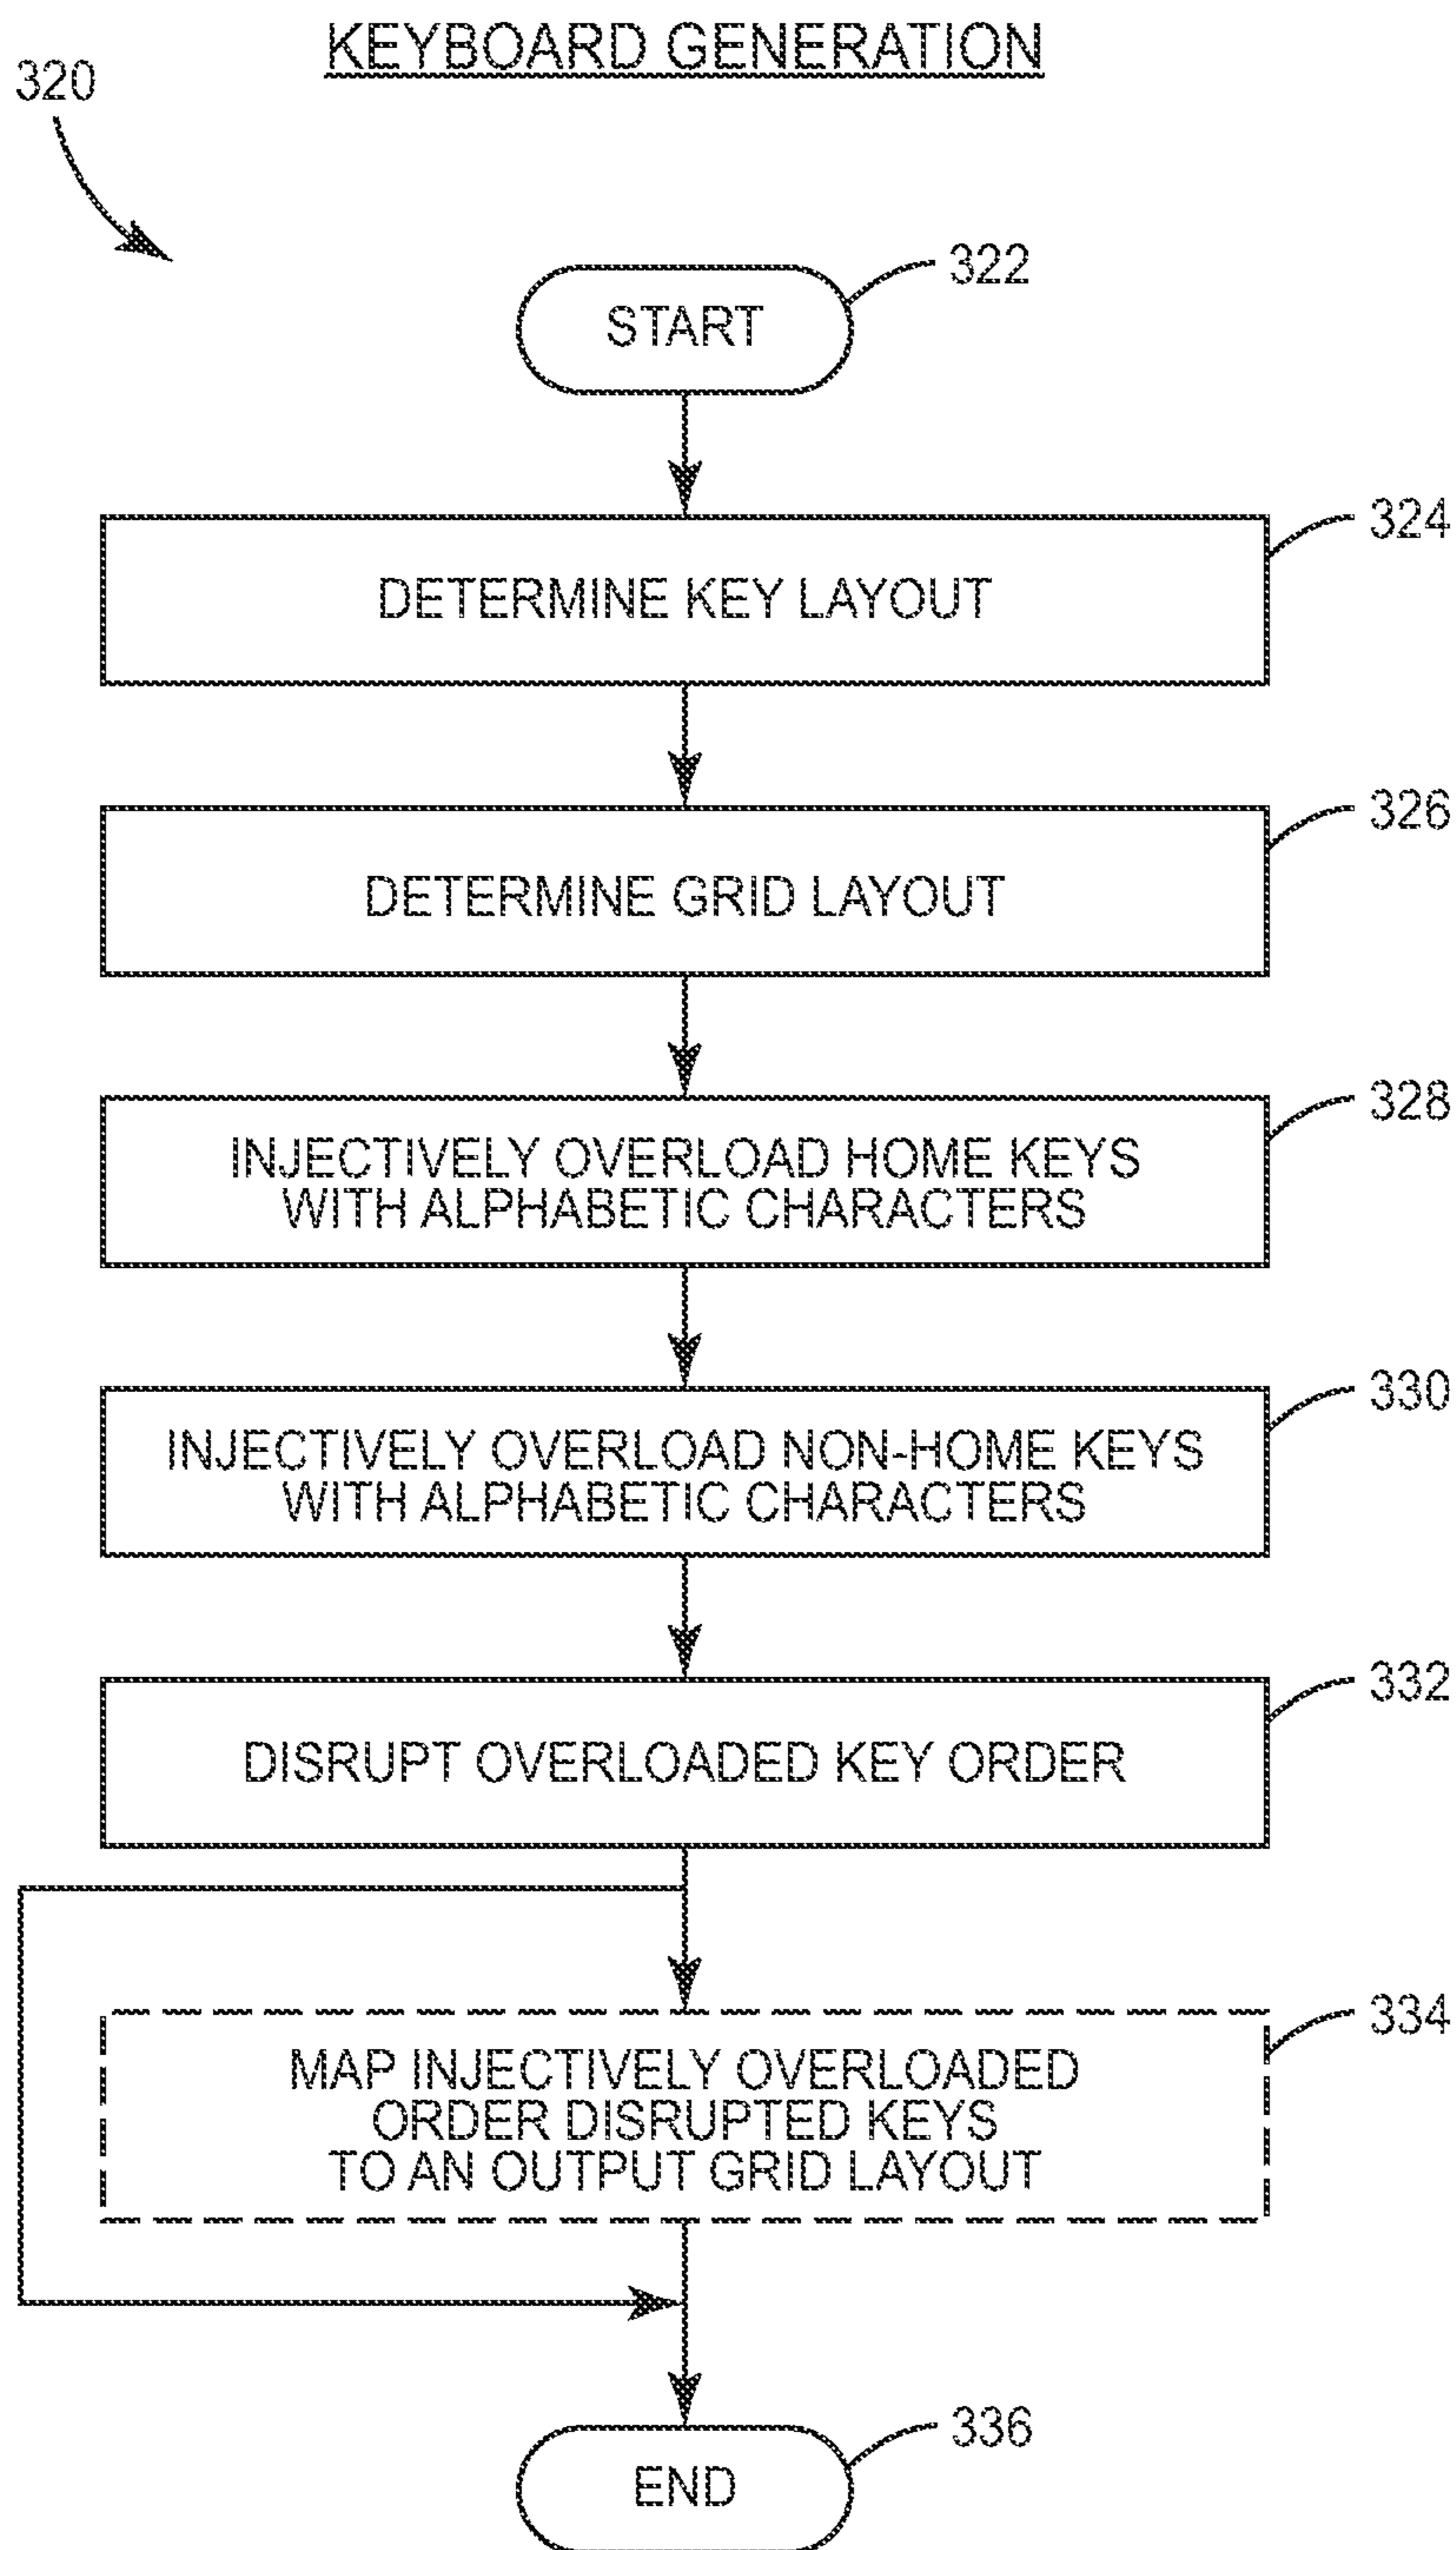 KEYBOARD GENERATION
320
322
START
324
DETERMINE KEY LAYOUT
326
DETERMINE GRID LAYOUT
328
INJECTIVELY OVERLOAD HOME KEYS
WITH ALPHABETIC CHARACTERS
330
INJECTIVELY OVERLOAD NON-HOME KEYS
WITH ALPHABETIC CHARACTERS
332
DISRUPT OVERLOADED KEY ORDER
334
MAP INJECTIVELY OVERLOADED
ORDER DISRUPTED KEYS
TO AN OUTPUT GRID LAYOUT
336
END